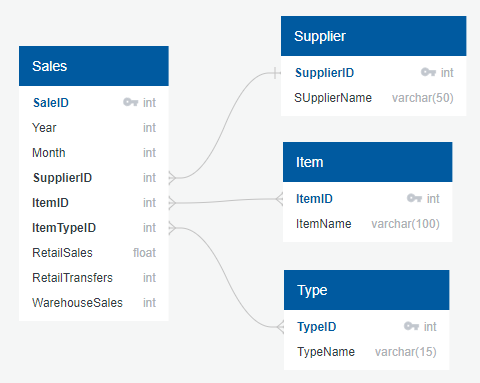 Sales
SaleID int
Year int
Month int
SupplierID int
ItemID int
ItemTypeID int
RetailSales float
RetailTransfers int
WarehouseSales int
Supplier
SupplierID int
SUpplierName varchar(50)
Item
ItemID int
ItemName varchar(100)
Type
TypeID int
TypeName varchar(15)